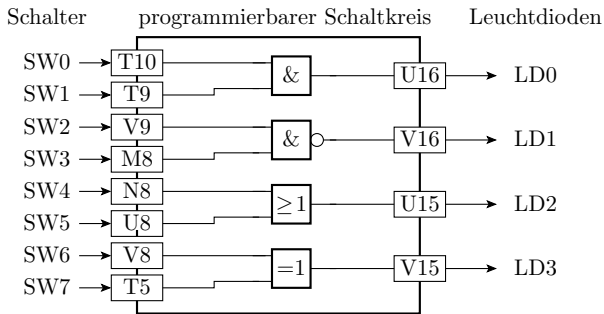 Schalter programmierbarer Schaltkreis Leuchtdioden
SW0 T10 & U16 LD0
SW1 T9
SW2 V9 & V16 LD1
SW3 M8
SW4 N8 ≥1 U15 LD2
SW5 U8
SW6 V8 =1 V15 LD3
SW7 T5